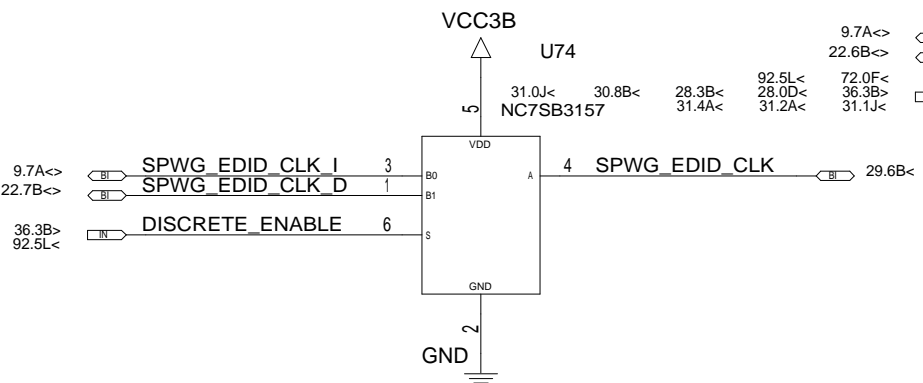 VCC3B
9.7A<>
U74
22.6B<>
92.5L< 72.0F<
31.0J< 30.8B< 28.3B< 28.0D< 36.3B>
5 NC7SB3157 31.4A< 31.2A< 31.1J<
VDD
9.7A<> BI SPWG_EDID_CLK_I 3 B0 A 4 SPWG_EDID_CLK BI 29.6B<
22.7B<> BI SPWG_EDID_CLK_D 1 B1
36.3B> IN DISCRETE_ENABLE 6 S
92.5L<
GND
2
GND